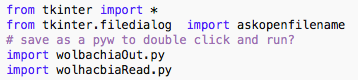 from tkinter import *
from tkinter.filedialog  import askopenfilename
# save as a pyw to double click and run?
import wolbachiaOut.py
import wolhacbiaRead.py